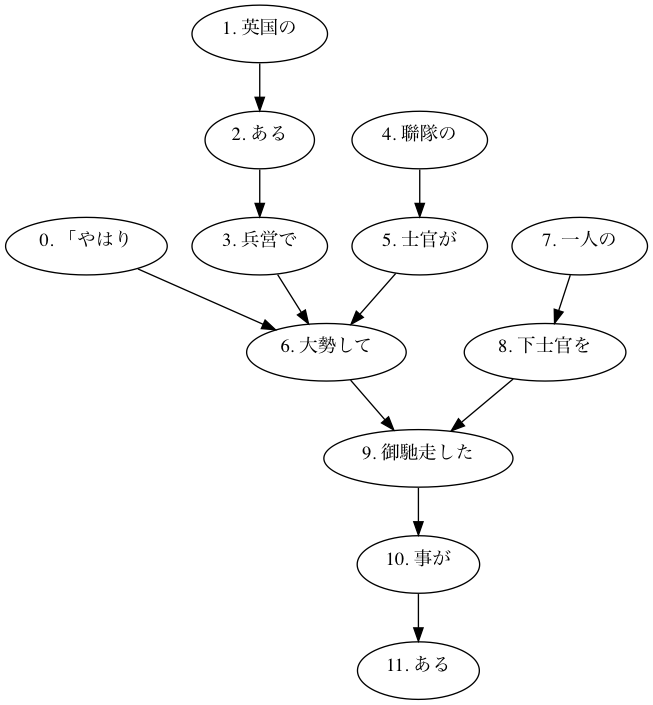 1. 英国の
2. ある
4. 聯隊の
0. 「やはり
3. 兵営で
5. 士官が
7. 一人の
6. 大勢して
8. 下士官を
9. 御馳走した
10. 事が
11. ある